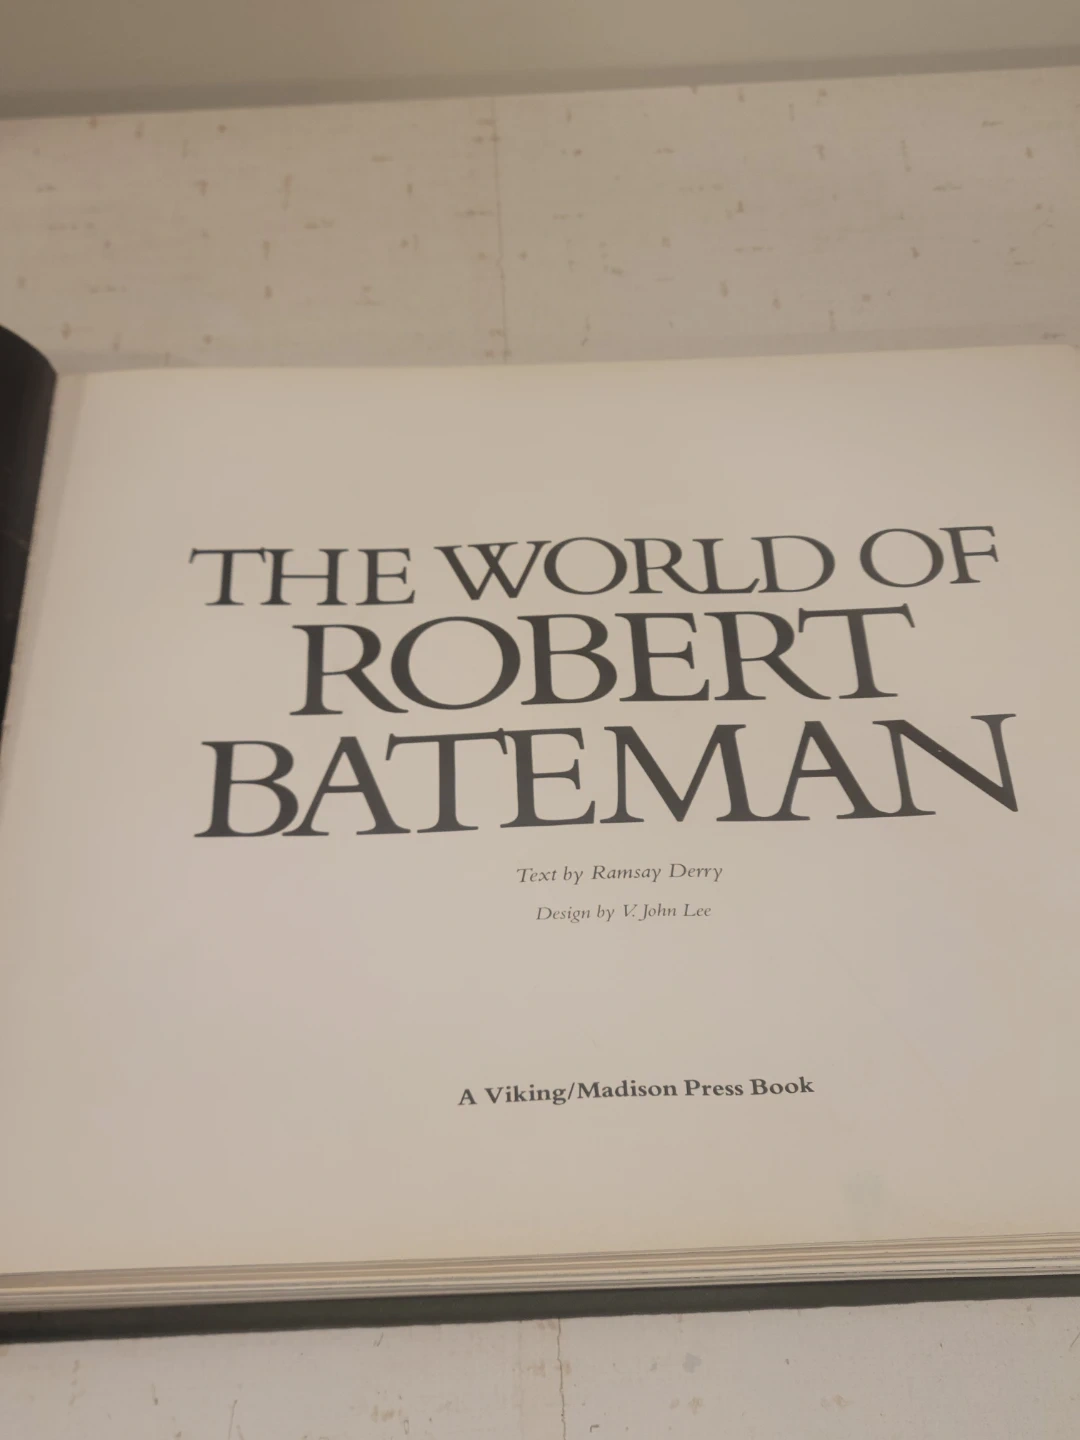 THE WORLD OF
ROBERT
BATEMAN
Text by Ramsay Derry
Design by V. John Lee
A Viking/Madison Press Book